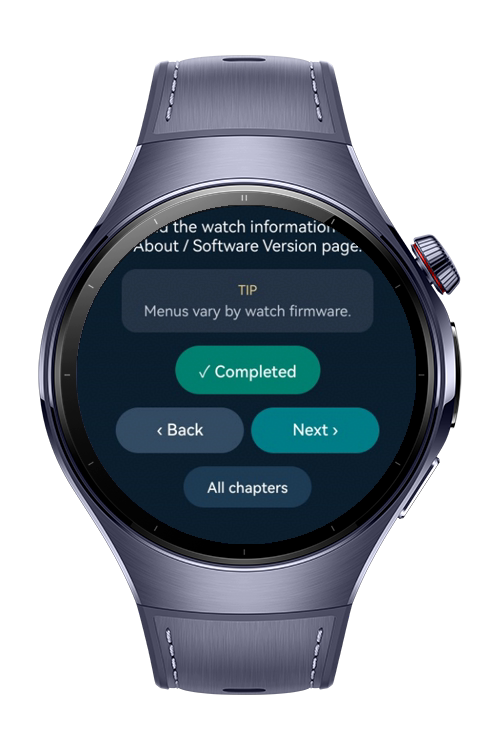 the watch information
About / Software Version page.
TIP
Menus vary by watch firmware.
✓ Completed
‹ Back
Next ›
All chapters